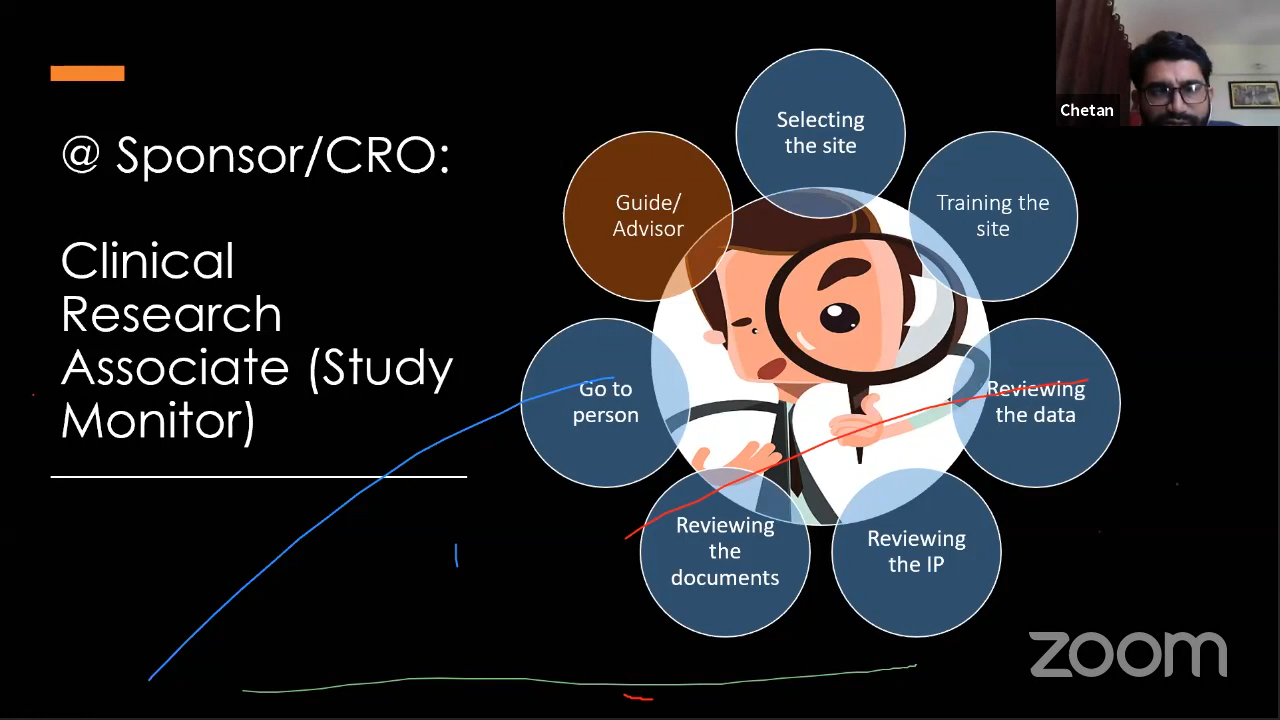 @ Sponsor/CRO:
Clinical
Research
Associate (Study
Monitor)
Selecting
the site
Training the
site
Reviewing
the data
Reviewing
the IP
Reviewing
the
documents
Go to
person
Guide/
Advisor
Chetan
zoom